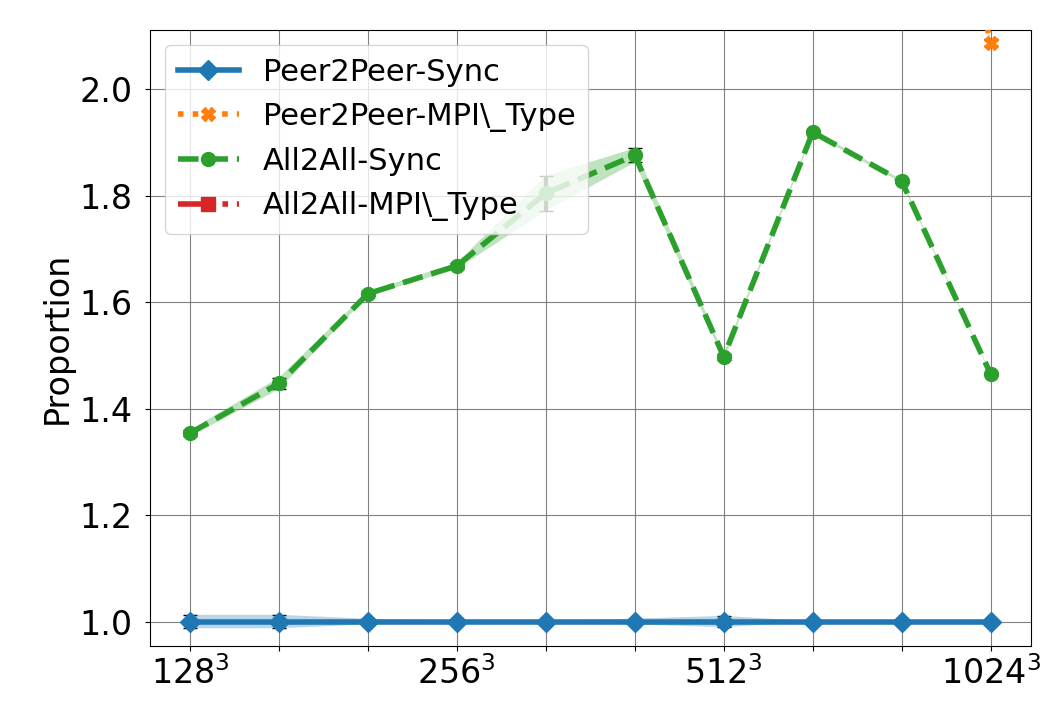 Peer2Peer-Sync
Peer2Peer-MPI\_Type
All2All-Sync
All2All-MPI\_Type
Proportion
2.0
1.8
1.6
1.4
1.2
1.0
128³
256³
512³
1024³